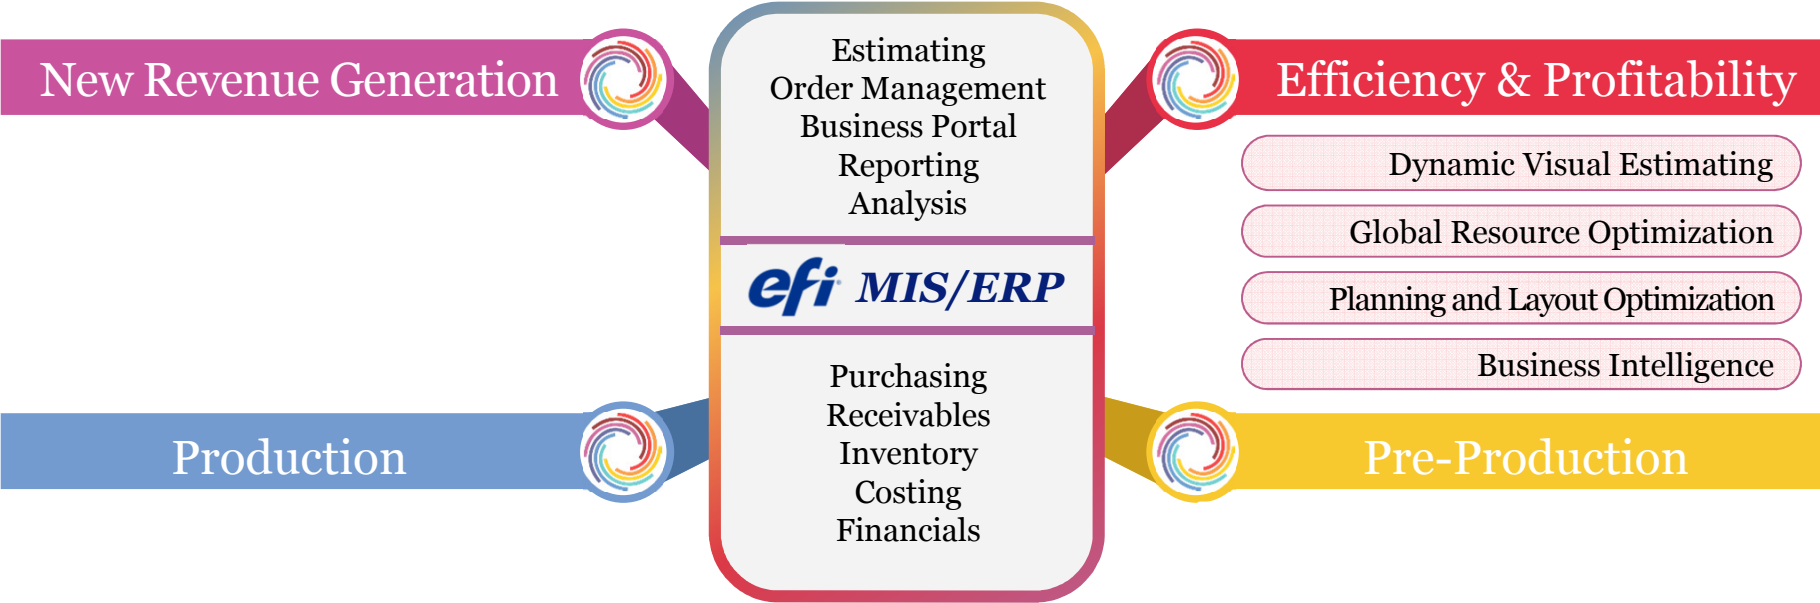 New Revenue Generation
Estimating
Order Management
Business Portal
Reporting
Analysis
efi MIS/ERP
Purchasing
Receivables
Inventory
Costing
Financials
Efficiency & Profitability
Dynamic Visual Estimating
Global Resource Optimization
Planning and Layout Optimization
Business Intelligence
Production
Pre-Production